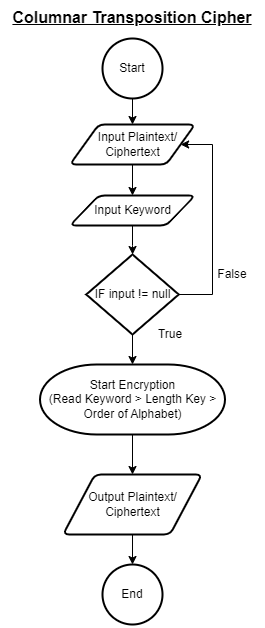 Columnar Transposition Cipher
Start
Input Plaintext/
Ciphertext
Input Keyword
IF input != null
False
True
Start Encryption
(Read Keyword > Length Key >
Order of Alphabet)
Output Plaintext/
Ciphertext
End